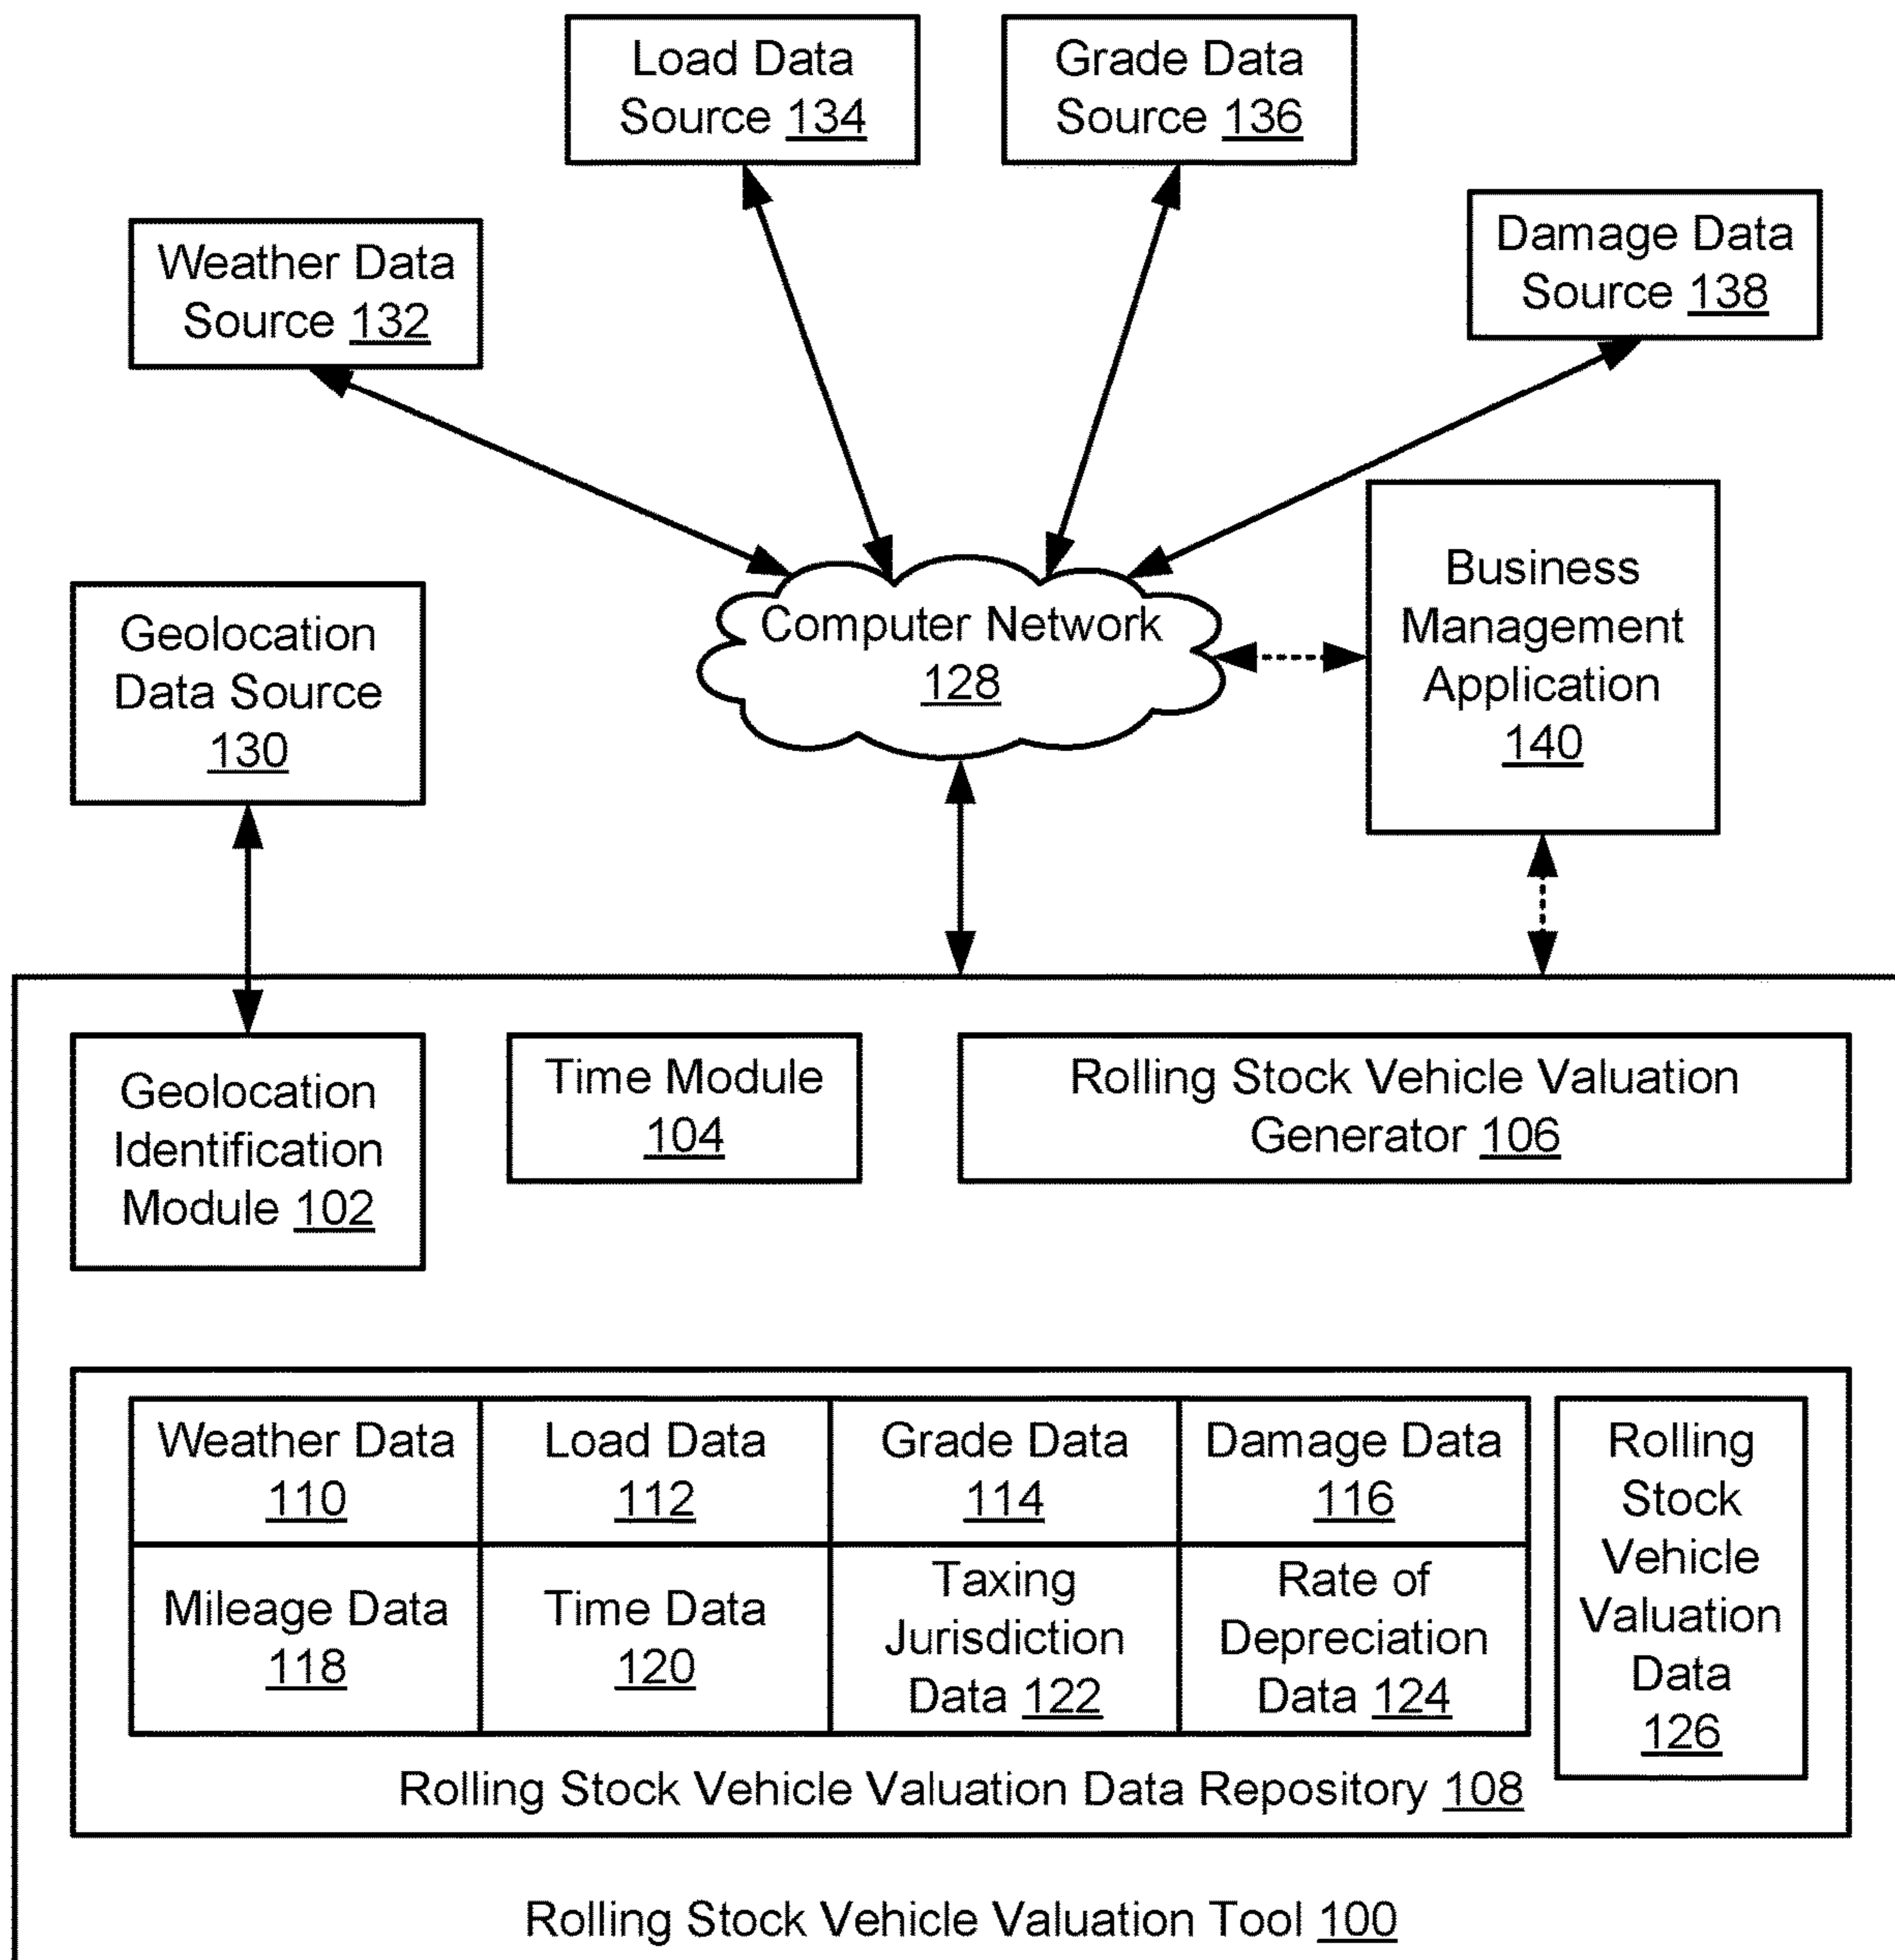 Load Data
Source 134
Grade Data
Source 136
Weather Data
Source 132
Damage Data
Source 138
Geolocation
Data Source
130
Computer Network
128
Business
Management
Application
140
Geolocation
Identification
Module 102
Time Module
104
Rolling Stock Vehicle Valuation
Generator 106
Weather Data
110
Load Data
112
Grade Data
114
Damage Data
116
Mileage Data
118
Time Data
120
Taxing
Jurisdiction
Data 122
Rate of
Depreciation
Data 124
Rolling
Stock
Vehicle
Valuation
Data
126
Rolling Stock Vehicle Valuation Data Repository 108
Rolling Stock Vehicle Valuation Tool 100